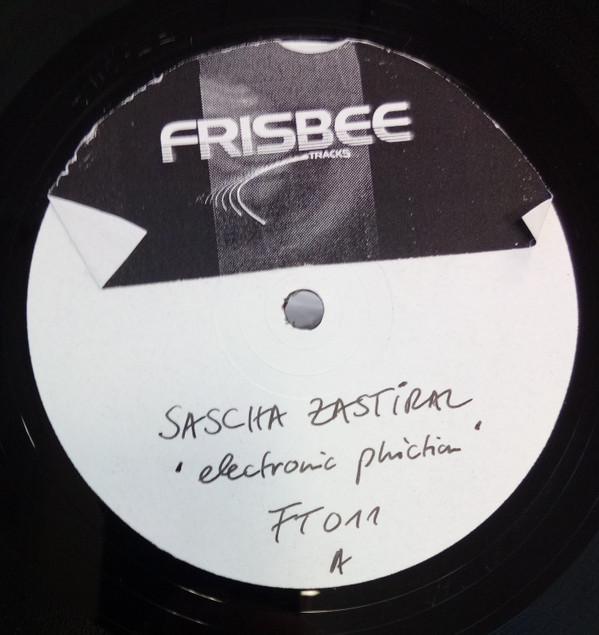 FRISBEE
TRACKS
SASCHA ZASTIRAL
' electronic phiction '
FT011
A